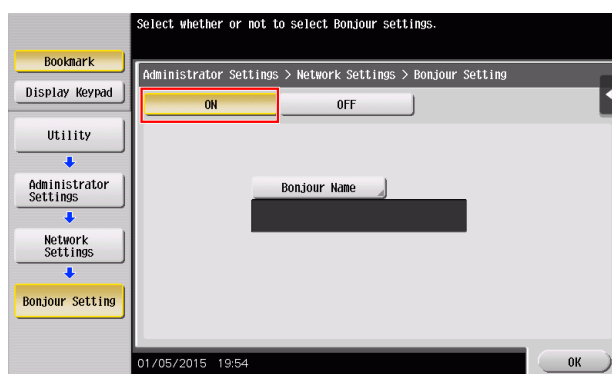 Select whether or not to select Bonjour settings.
Bookmark
Display Keypad
Utility
Administrator
Settings
Network
Settings
Bonjour Setting
Administrator Settings > Network Settings > Bonjour Setting
ON
OFF
Bonjour Name
01/05/2015 19:54
OK